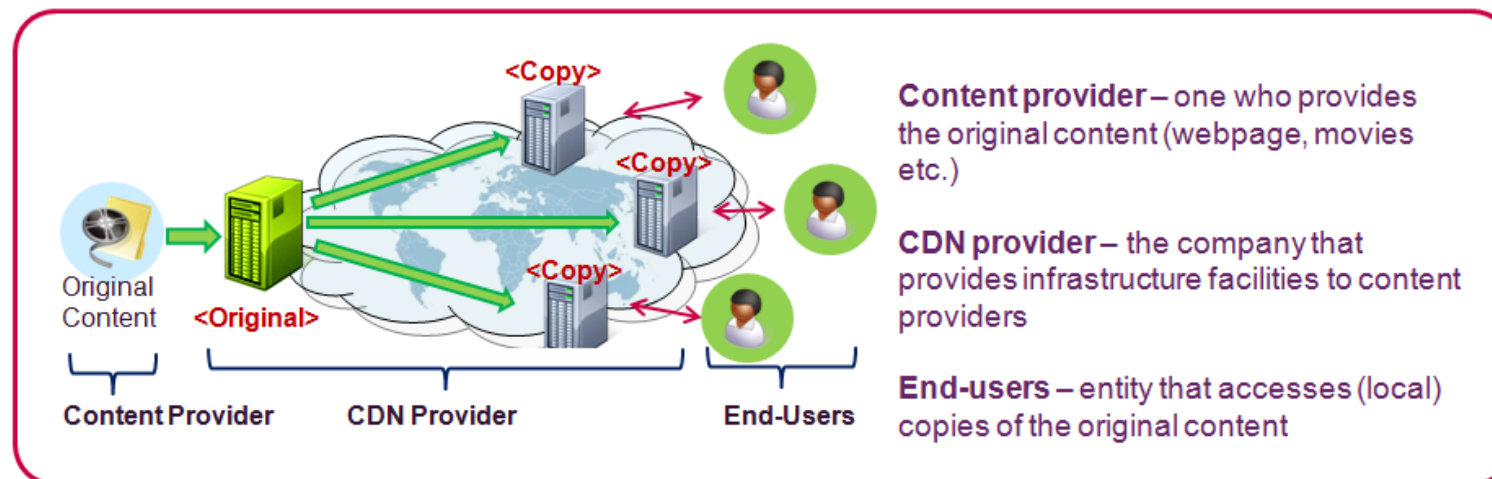 <Copy>
<Copy>
<Copy>
Original
Content
<Original>
Content Provider
CDN Provider
End-Users
Content provider – one who provides
the original content (webpage, movies
etc.)
CDN provider – the company that
provides infrastructure facilities to content
providers
End-users – entity that accesses (local)
copies of the original content